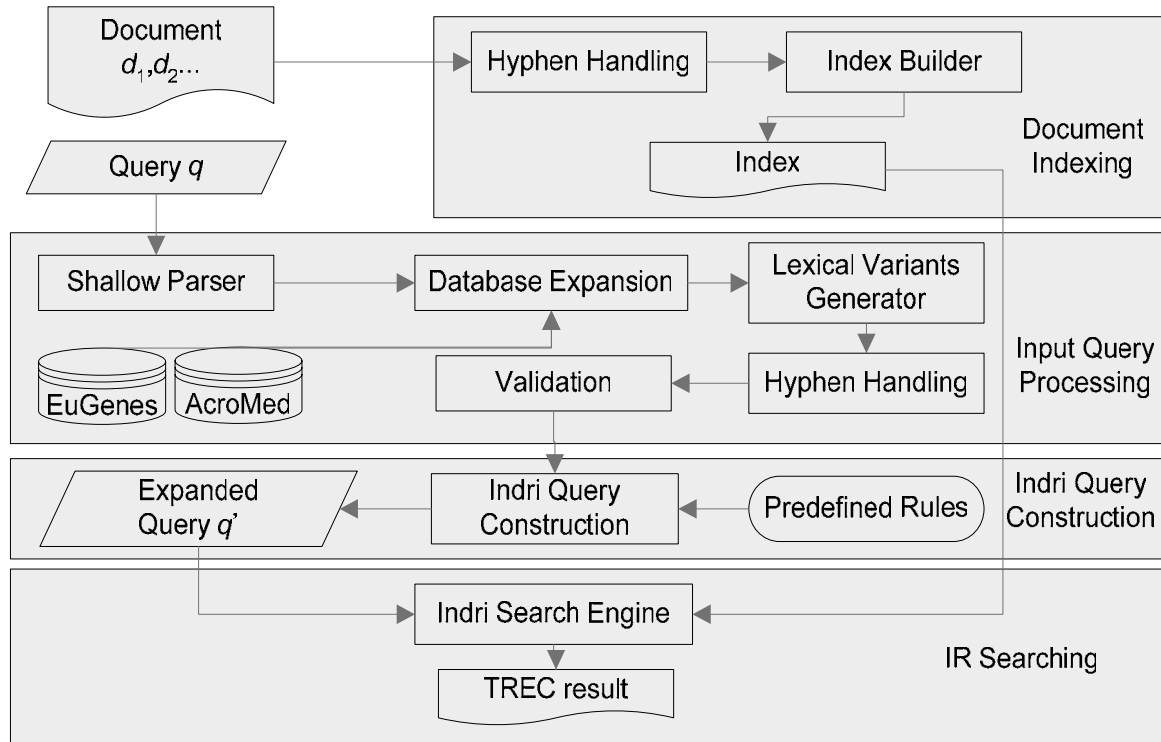 Document
d1,d2...
Hyphen Handling
Index Builder
Index
Document
Indexing
Query q
Shallow Parser
Database Expansion
Lexical Variants
Generator
EuGenes
AcroMed
Validation
Hyphen Handling
Input Query
Processing
Expanded
Query q'
Indri Query
Construction
Predefined Rules
Indri Query
Construction
Indri Search Engine
TREC result
IR Searching